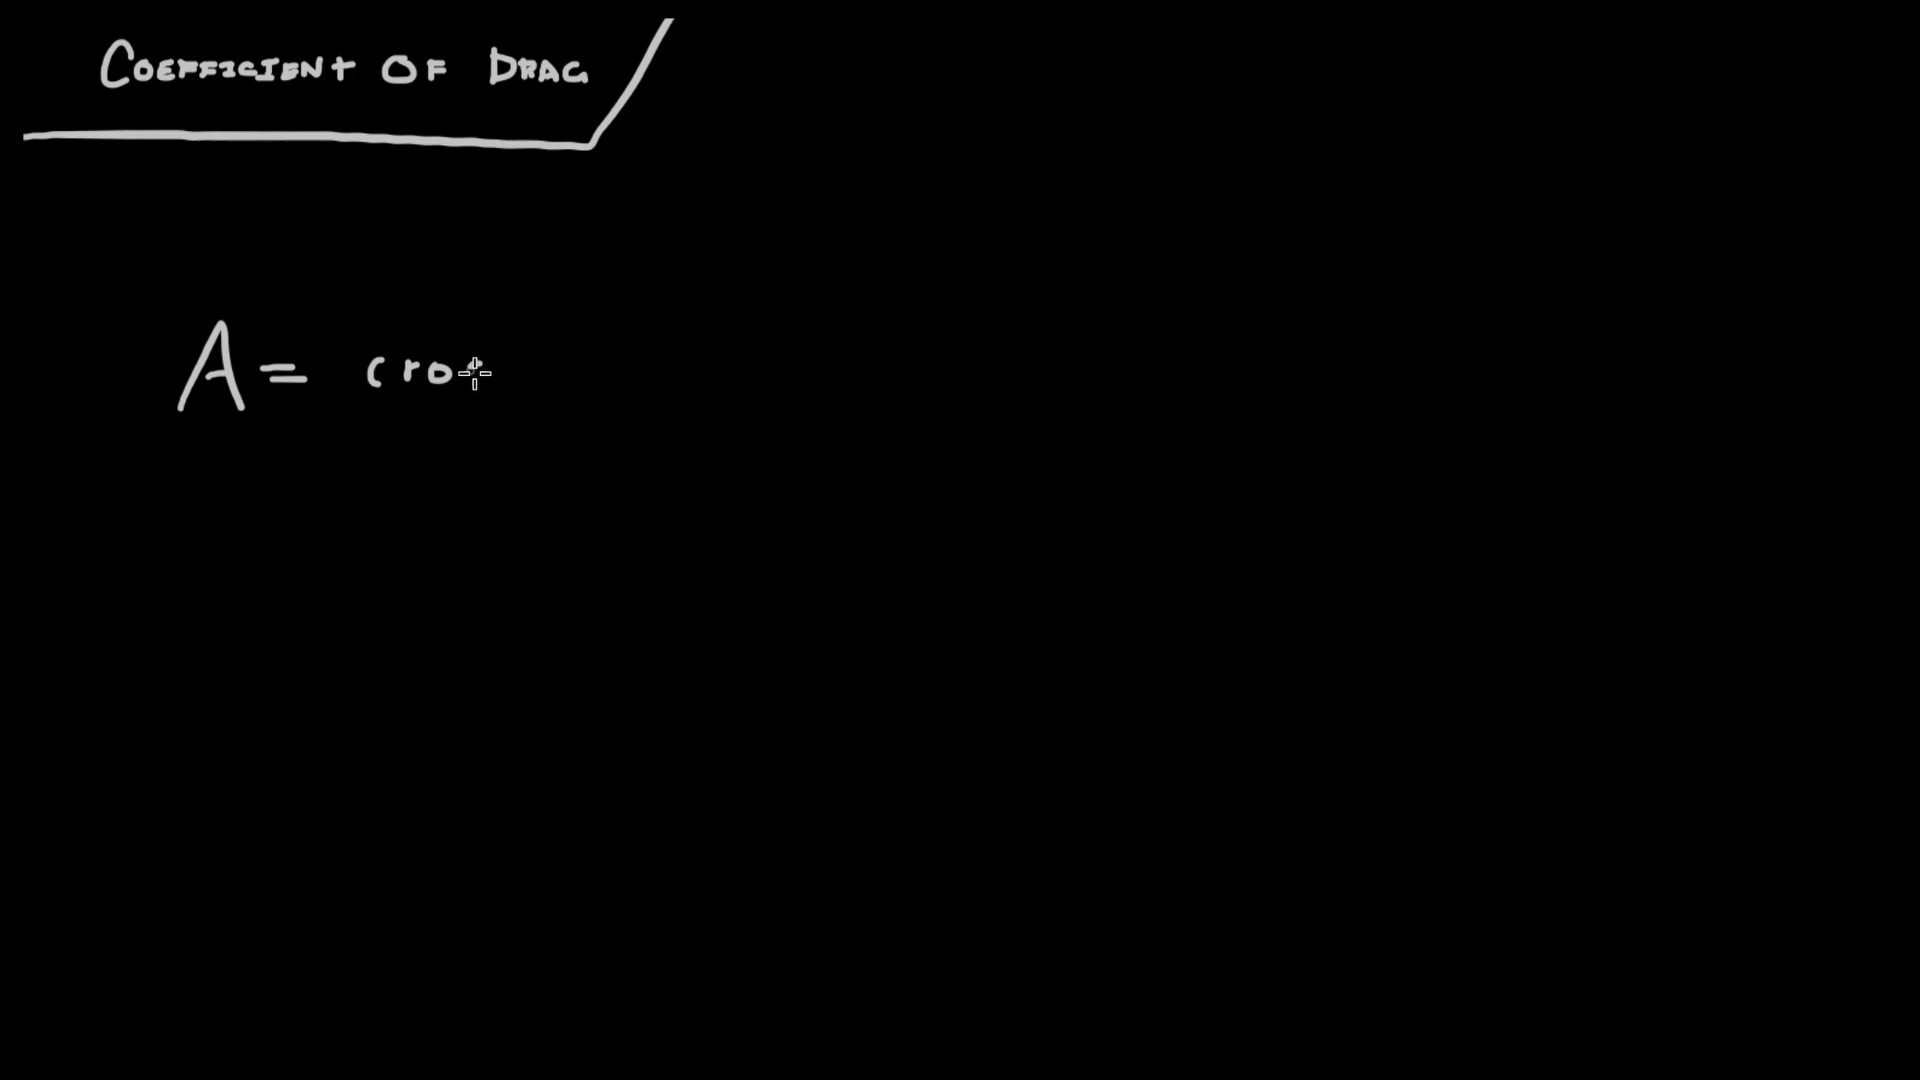 COEFFICIENT OF DRAG
A = cro